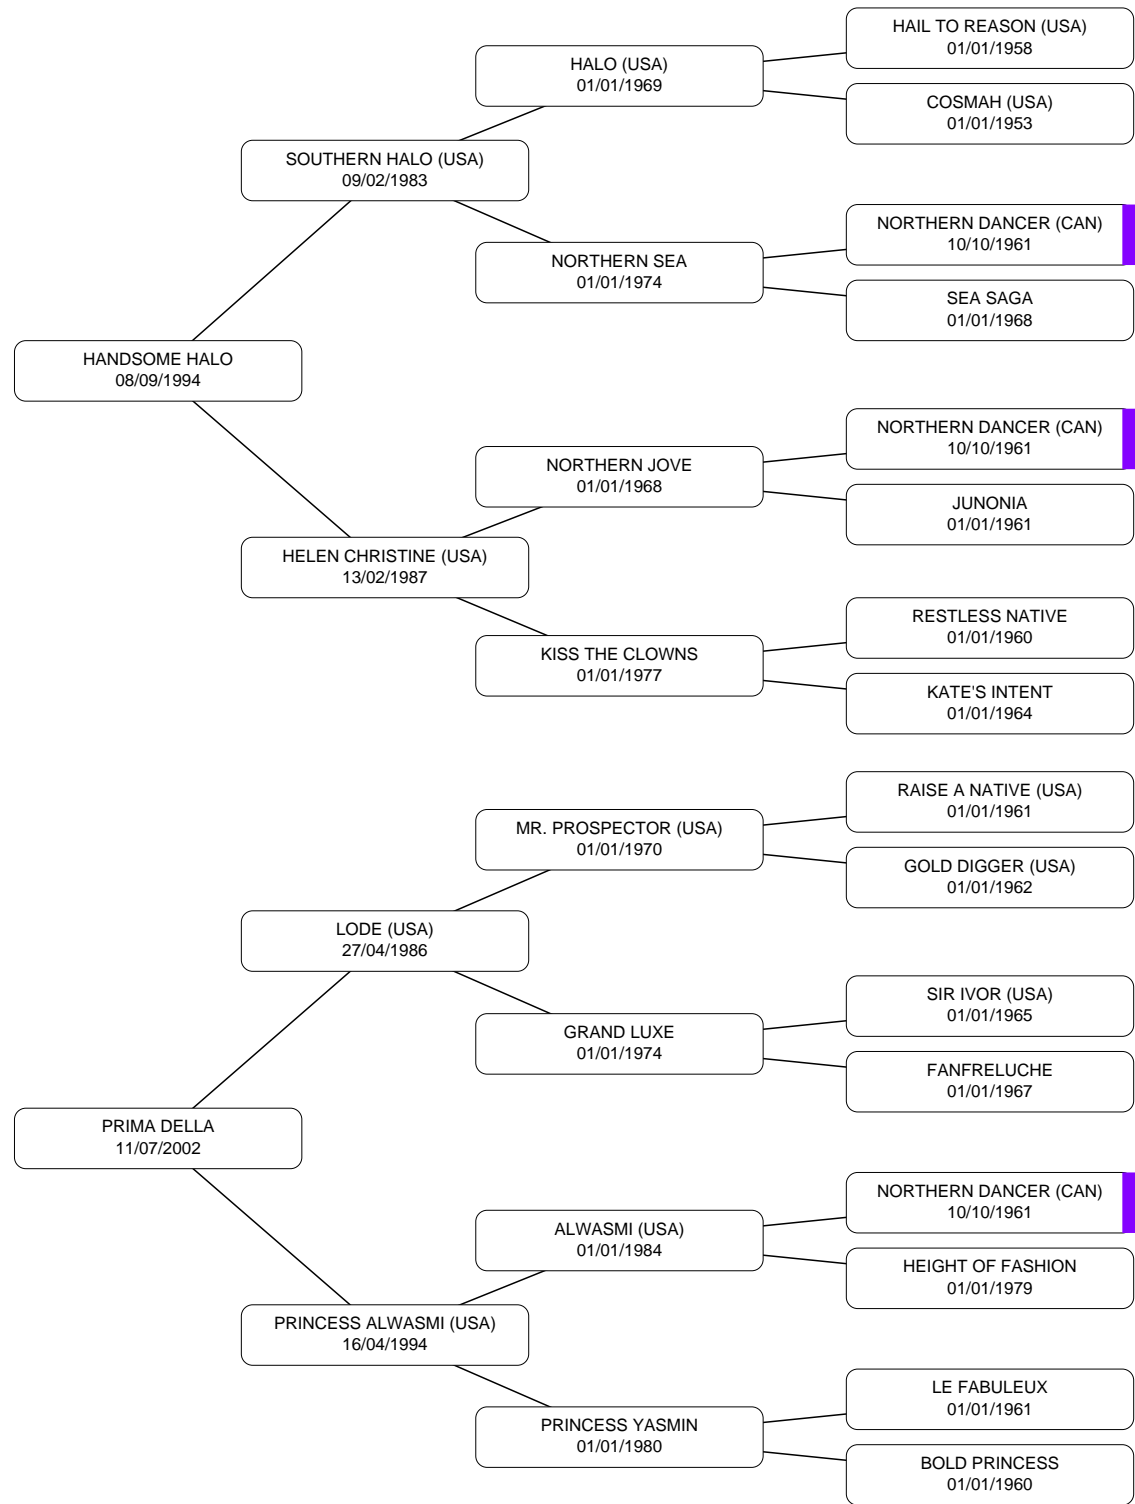 HAIL TO REASON (USA)
01/01/1958
HALO (USA)
01/01/1969
COSMAH (USA)
01/01/1953
SOUTHERN HALO (USA)
09/02/1983
NORTHERN DANCER (CAN)
10/10/1961
NORTHERN SEA
01/01/1974
SEA SAGA
01/01/1968
HANDSOME HALO
08/09/1994
NORTHERN DANCER (CAN)
10/10/1961
NORTHERN JOVE
01/01/1968
JUNONIA
01/01/1961
HELEN CHRISTINE (USA)
13/02/1987
RESTLESS NATIVE
01/01/1960
KISS THE CLOWNS
01/01/1977
KATE'S INTENT
01/01/1964
RAISE A NATIVE (USA)
01/01/1961
MR. PROSPECTOR (USA)
01/01/1970
GOLD DIGGER (USA)
01/01/1962
LODE (USA)
27/04/1986
SIR IVOR (USA)
01/01/1965
GRAND LUXE
01/01/1974
FANFRELUCHE
01/01/1967
PRIMA DELLA
11/07/2002
NORTHERN DANCER (CAN)
10/10/1961
ALWASMI (USA)
01/01/1984
HEIGHT OF FASHION
01/01/1979
PRINCESS ALWASMI (USA)
16/04/1994
LE FABULEUX
01/01/1961
PRINCESS YASMIN
01/01/1980
BOLD PRINCESS
01/01/1960